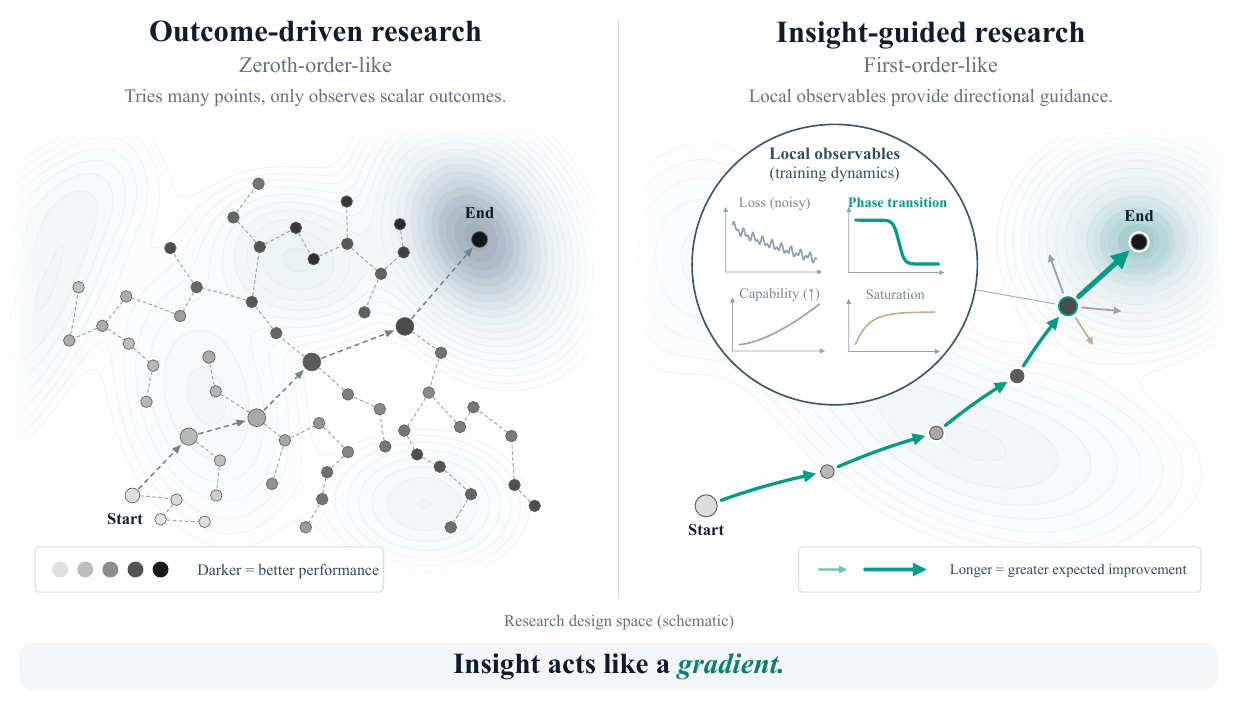 Outcome-driven research
Zeroth-order-like
Tries many points, only observes scalar outcomes.
End
Start
Darker = better performance
Insight-guided research
First-order-like
Local observables provide directional guidance.
Local observables
(training dynamics)
Loss (noisy)
Phase transition
Capability (↑)
Saturation
End
Start
Longer = greater expected improvement
Research design space (schematic)
Insight acts like a gradient.